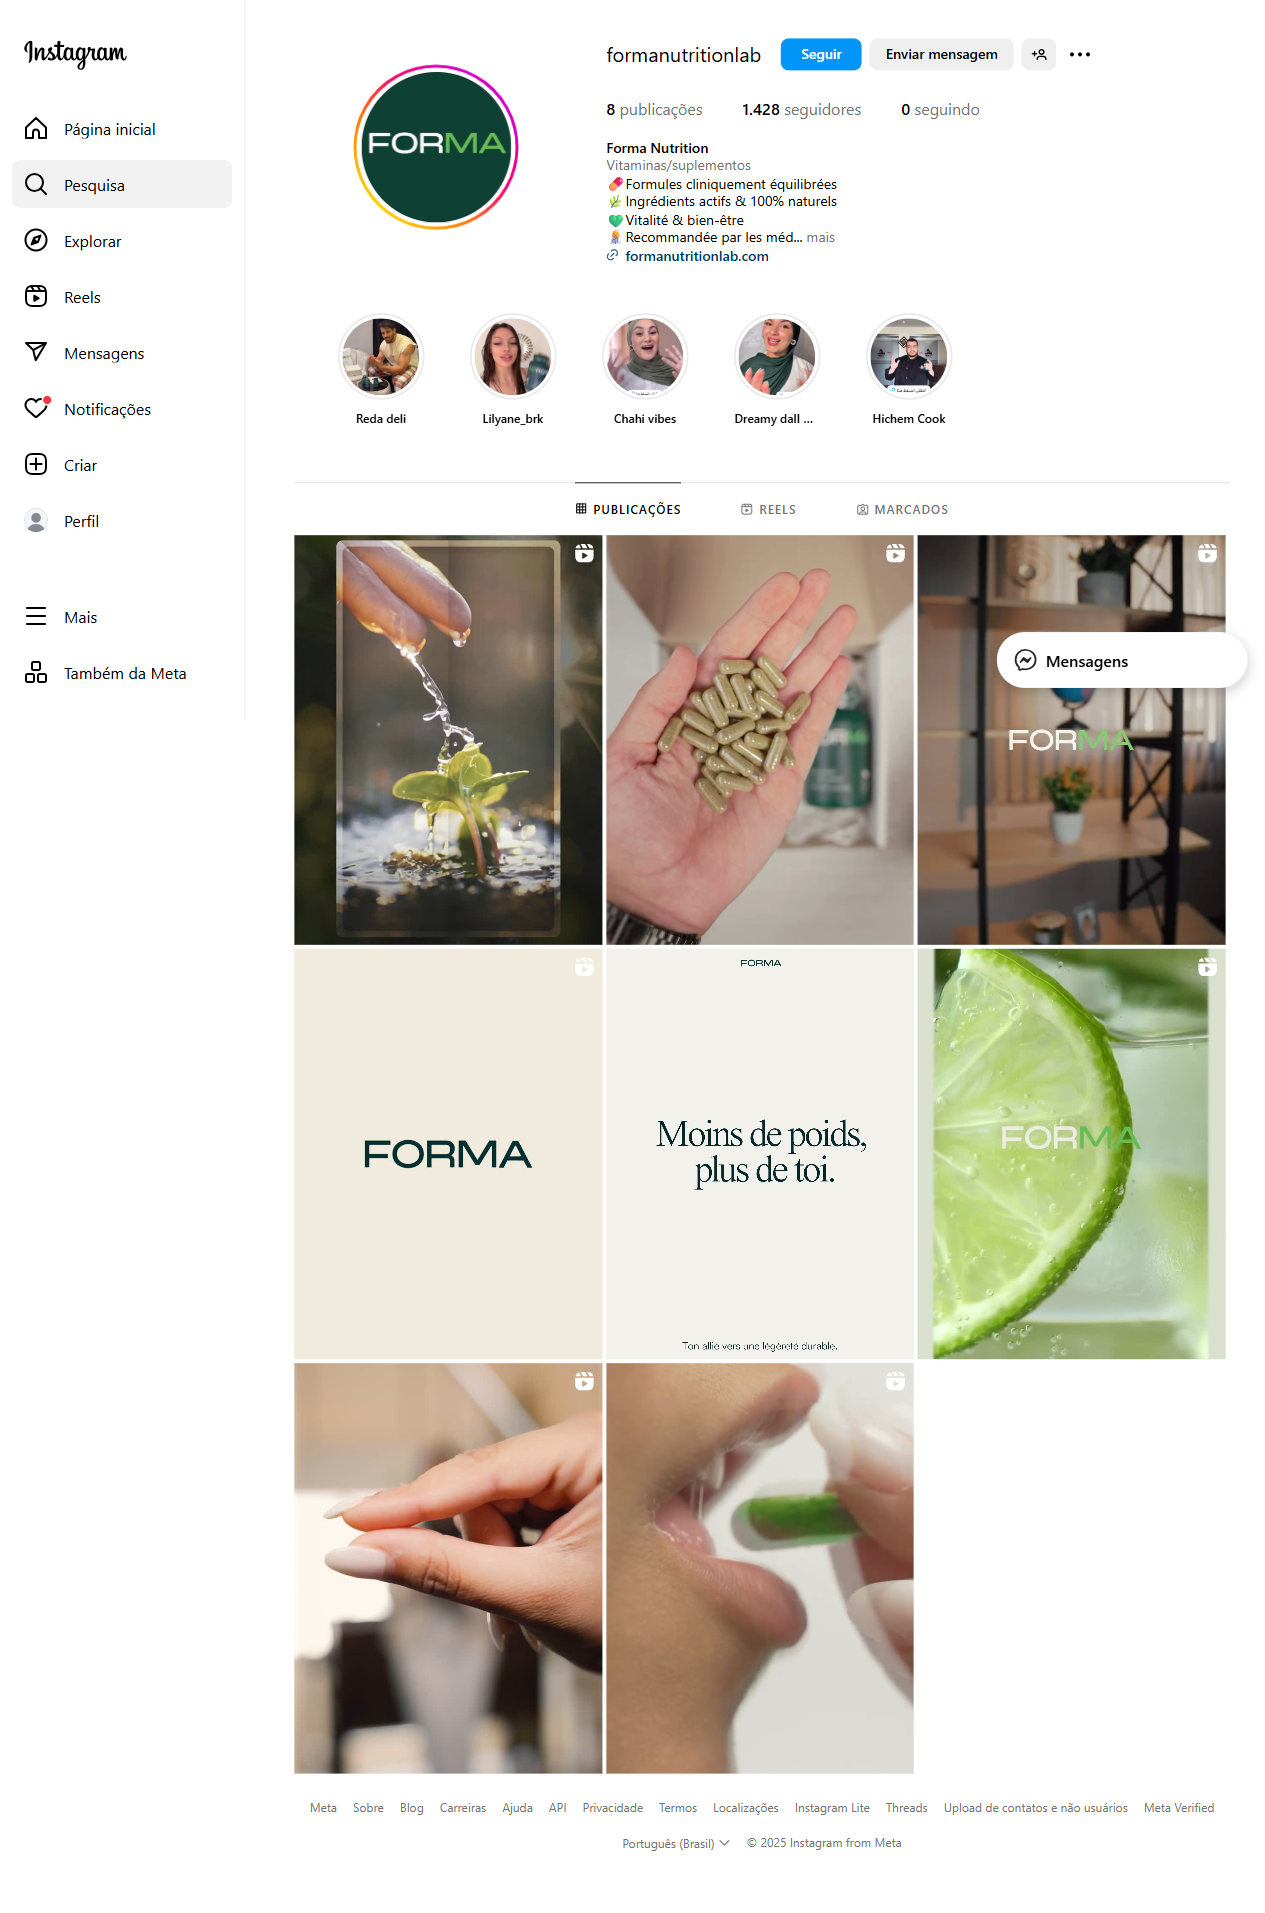 Instagram
Página inicial
Pesquisa
Explorar
Reels
Mensagens
Notificações
Criar
Perfil
Mais
Também da Meta
formanutritionlab
Seguir
Enviar mensagem
8 publicações
1.428 seguidores
0 seguindo
FORMA
Forma Nutrition
Vitaminas/suplementos
Formules cliniquement équilibrées
Ingrédients actifs & 100% naturels
Vitalité & bien-être
Recommandée par les méd... mais
formanutritionlab.com
Reda deli
Lilyane_brk
Chahi vibes
Dreamy dall ...
Hichem Cook
PUBLICAÇÕES
REELS
MARCADOS
Mensagens
FORMA
FORMA
FORMA
Moins de poids,
plus de toi.
Ton allié vers une légèreté durable.
FORMA
Meta
Sobre
Blog
Carreiras
Ajuda
API
Privacidade
Termos
Localizações
Instagram Lite
Threads
Upload de contatos e não usuários
Meta Verified
Português (Brasil)
© 2025 Instagram from Meta